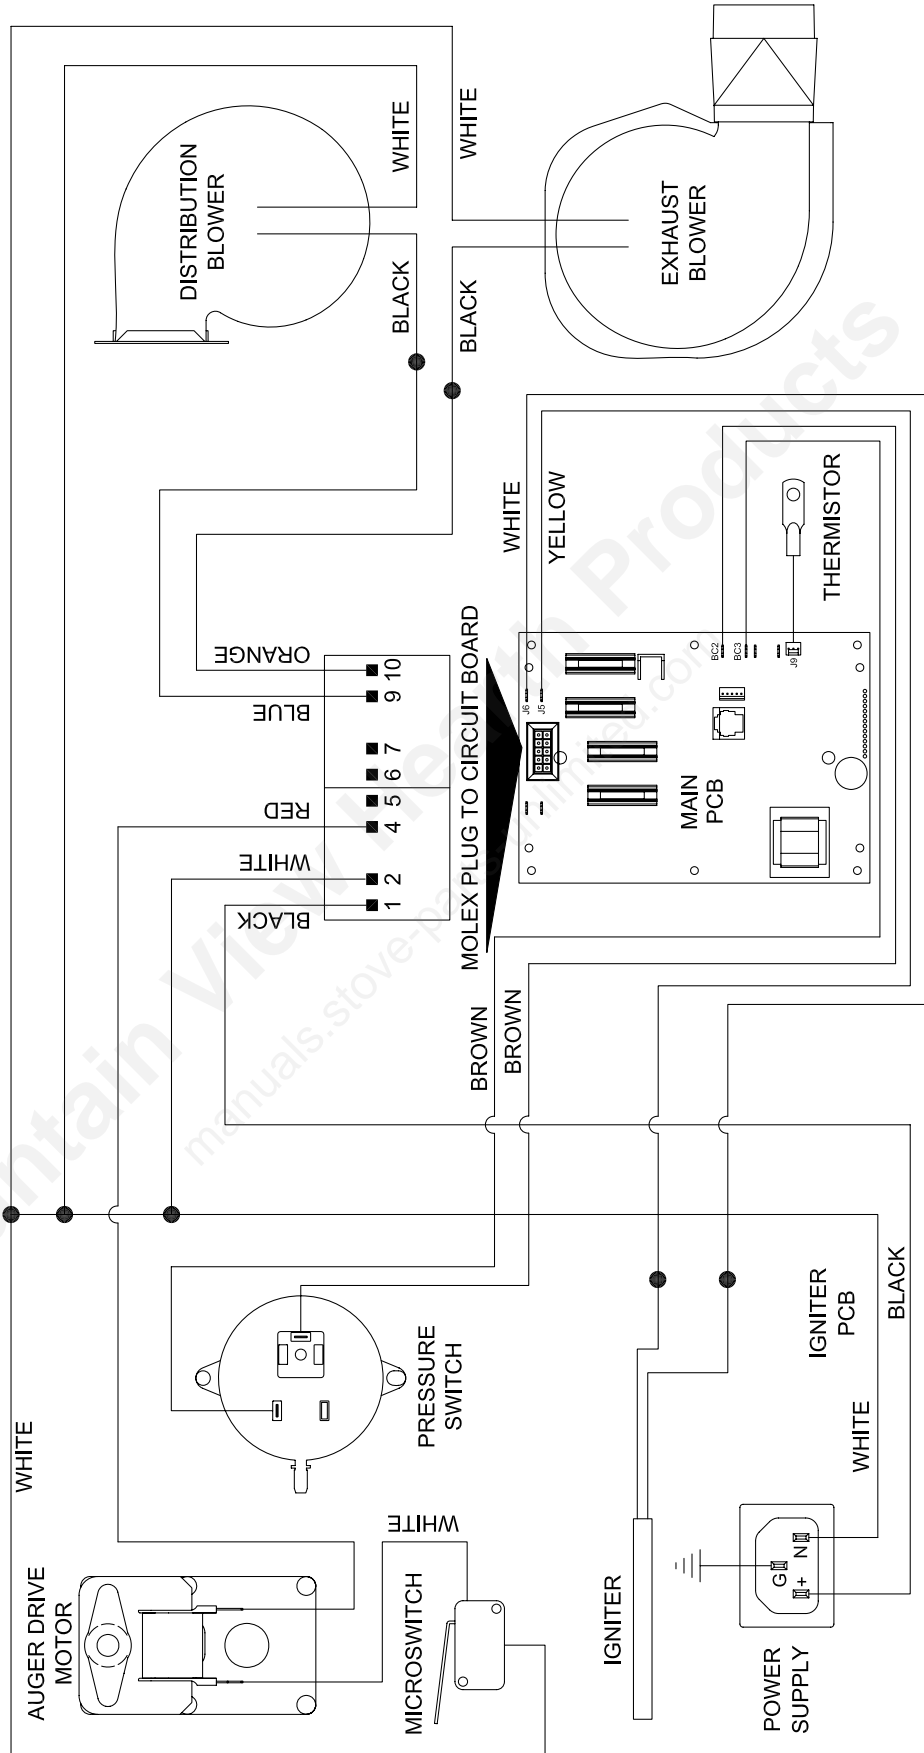 AUGER DRIVE
MOTOR
WHITE
MICROSWITCH
WHITE
PRESSURE
SWITCH
IGNITER
POWER
SUPPLY
G
N
+
WHITE
BLACK
IGNITER
PCB
BROWN
BROWN
BLACK
WHITE
RED
BLUE
ORANGE
1
2
4
5
6
7
9
10
MOLEX PLUG TO CIRCUIT BOARD
MAIN
PCB
J6
J5
BC2
BC3
J9
WHITE
YELLOW
THERMISTOR
DISTRIBUTION
BLOWER
BLACK
WHITE
BLACK
WHITE
EXHAUST
BLOWER
ntain View Hearth Products
manuals.stove-parts-unlimited.com